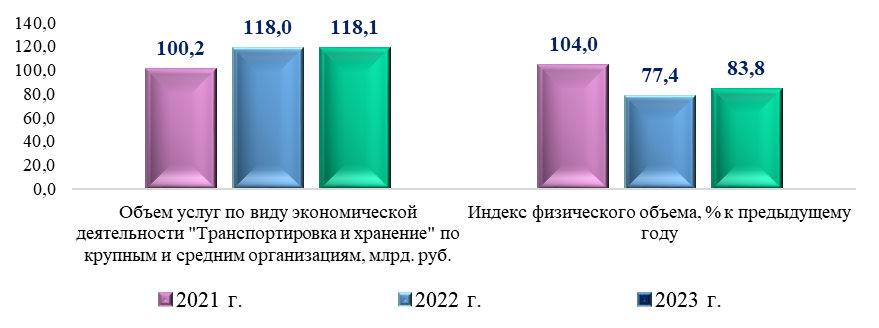 140,0
120,0
100,0
80,0
60,0
40,0
20,0
0,0
100,2
118,0
118,1
104,0
77,4
83,8
Объем услуг по виду экономической
деятельности "Транспортировка и хранение" по
крупным и средним организациям, млрд. руб.
Индекс физического объема, % к предыдущему
году
2021 г.
2022 г.
2023 г.